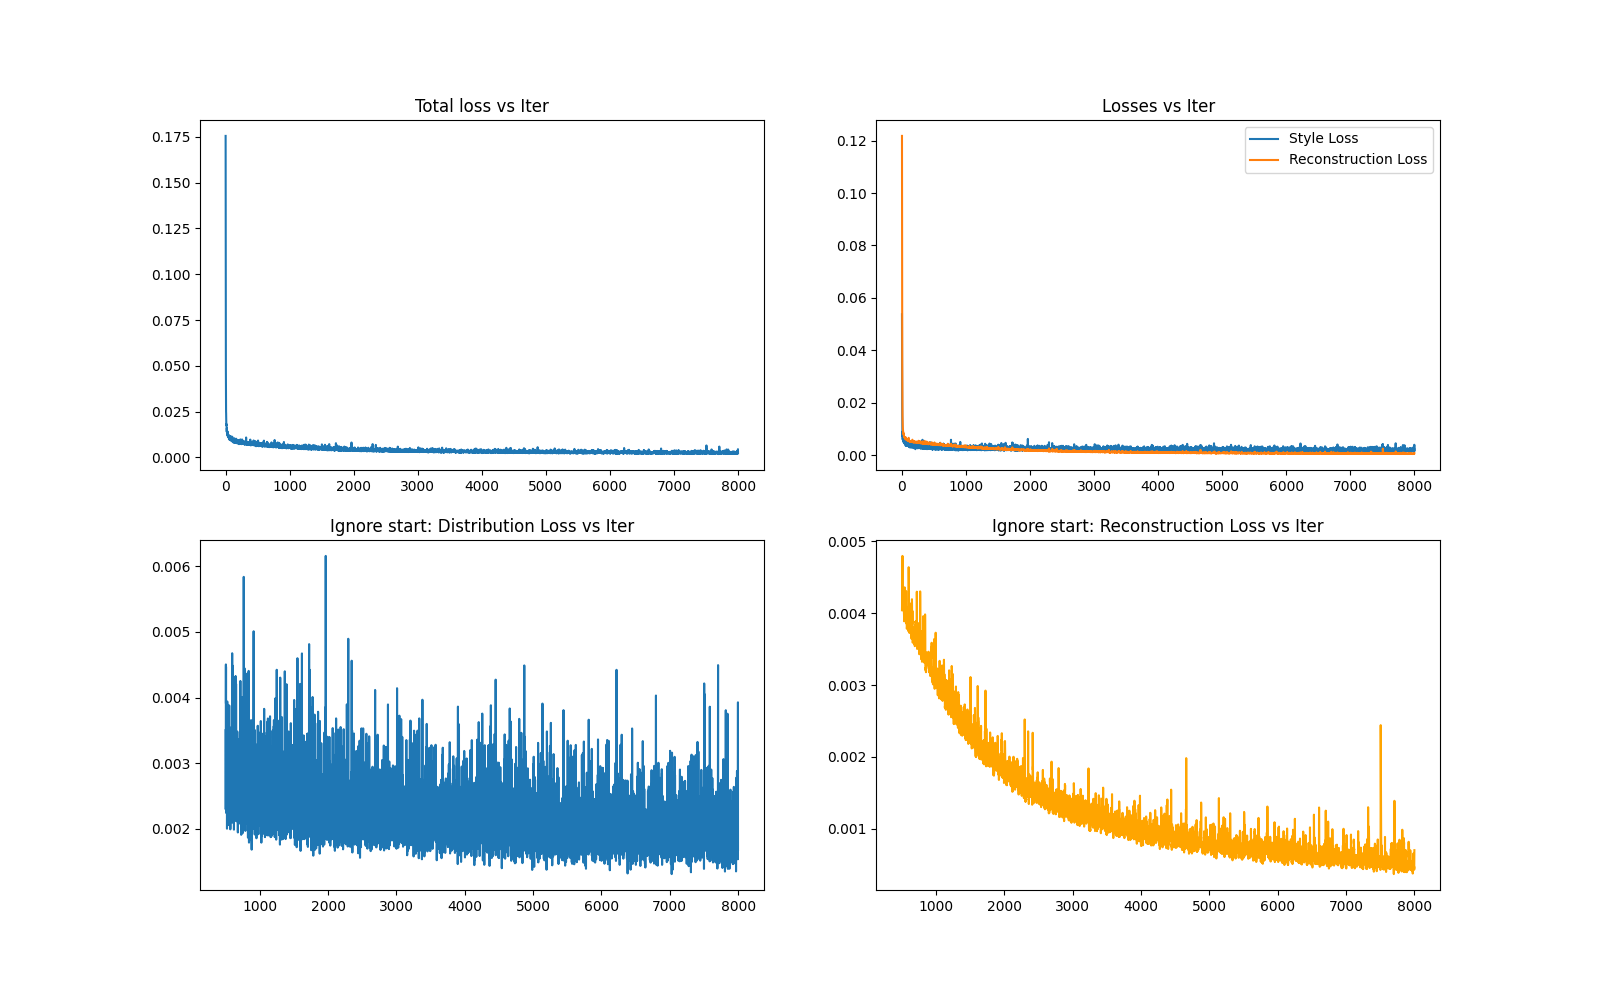 Total loss vs Iter
0.175
0.150
0.125
0.100
0.075
0.050
0.025
0.000
0 1000 2000 3000 4000 5000 6000 7000 8000
Losses vs Iter
Style Loss
Reconstruction Loss
0.12
0.10
0.08
0.06
0.04
0.02
0.00
0 1000 2000 3000 4000 5000 6000 7000 8000
Ignore start: Distribution Loss vs Iter
0.006
0.005
0.004
0.003
0.002
1000 2000 3000 4000 5000 6000 7000 8000
Ignore start: Reconstruction Loss vs Iter
0.005
0.004
0.003
0.002
0.001
1000 2000 3000 4000 5000 6000 7000 8000